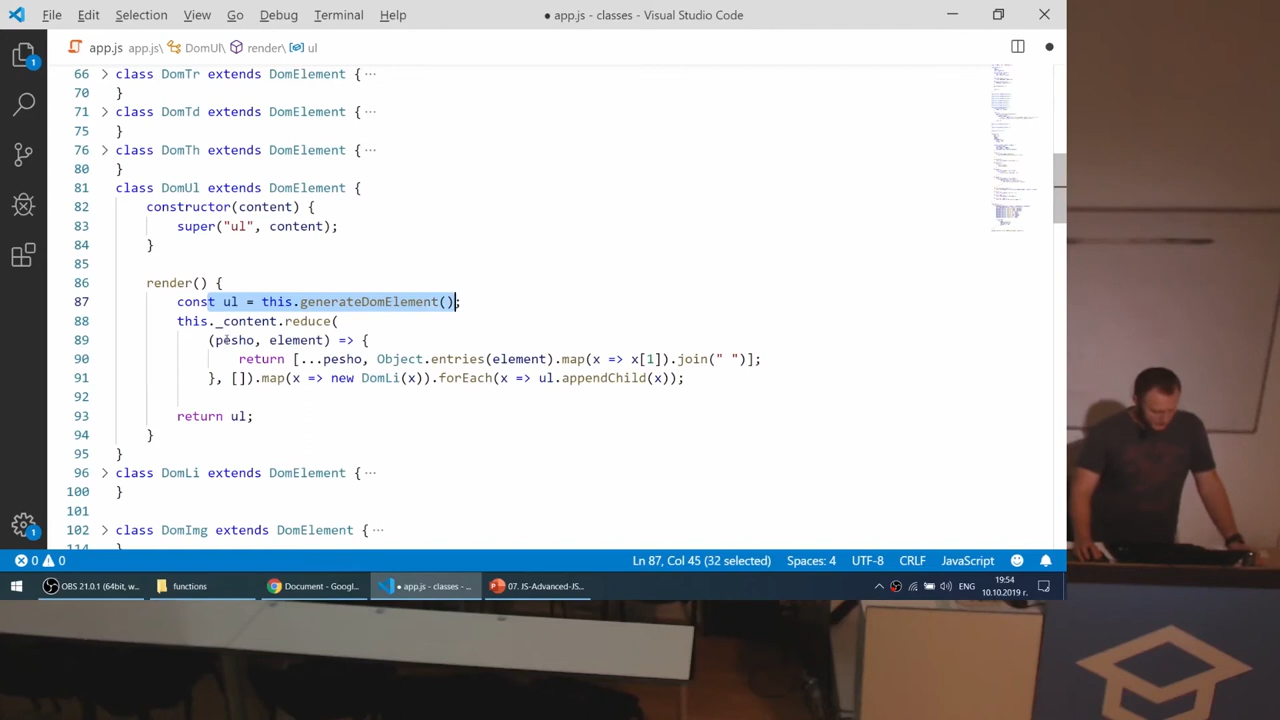 File Edit Selection View Go Debug Terminal Help
● app.js - classes - Visual Studio Code
app.js app.js\ DomUl\ render\ ul
66 class DomTr extends DomElement {
70
71 class DomTh extends DomElement {
75 }
76 class DomTn extends DomElement {
80
81 class DomUl extends DomElement {
82 nstructor(conte
83 super("ul", content);
84 }
85
86 render() {
87 const ul = this.generateDomElement();
88 this._content.reduce(
89 (pesho, element) => {
90 return [...pesho, Object.entries(element).map(x => x[1]).join(" ")];
91 }, []).map(x => new DomLi(x)).forEach(x => ul.appendChild(x));
92
93 return ul;
94 }
95 }
96 class DomLi extends DomElement {
100 }
101
102 class DomImg extends DomElement {
114 }
1
1
0 0
Ln 87, Col 45 (32 selected) Spaces: 4 UTF-8 CRLF JavaScript
OBS 21.0.1 (64bit, w...
functions
Document - Googl...
● app.js - classes - ...
07. JS-Advanced-JS...
ENG
19:54
10.10.2019 г.